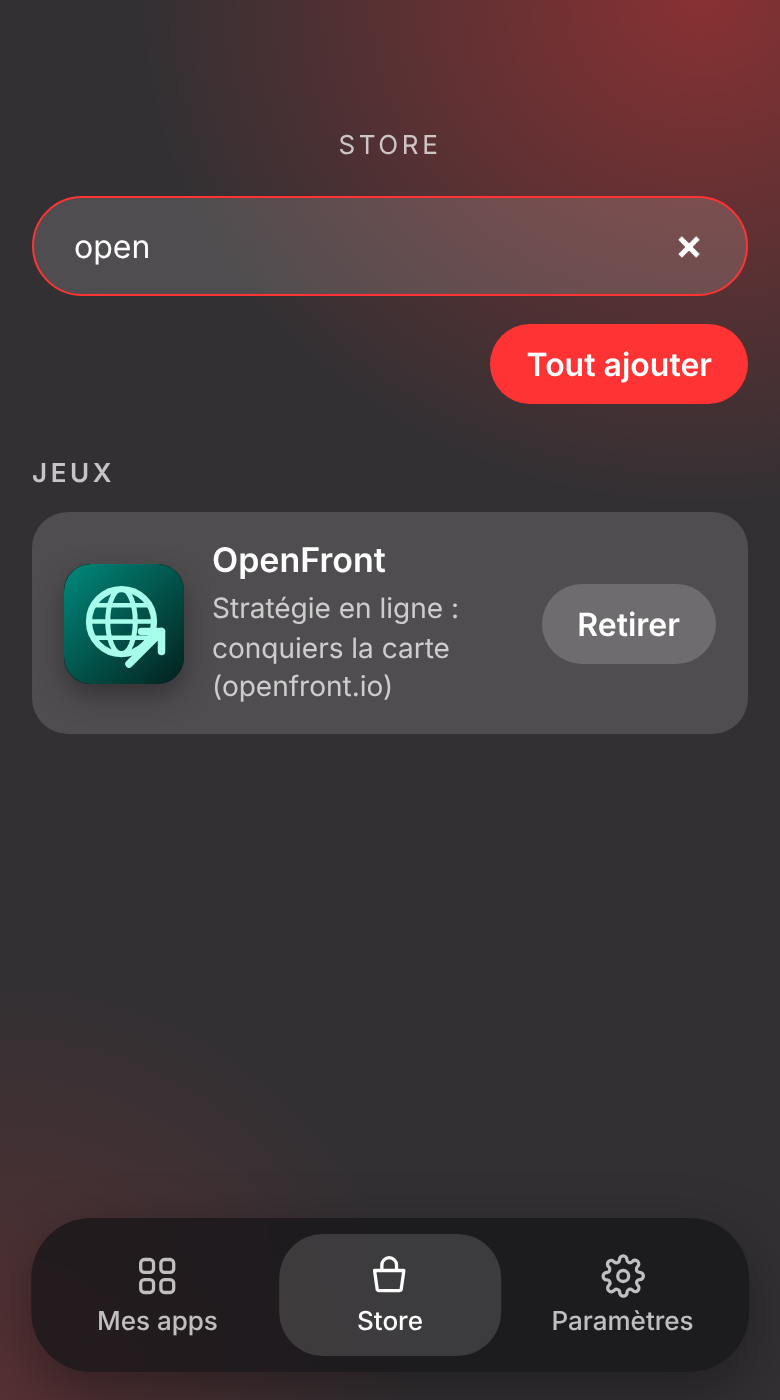 STORE
open
Tout ajouter
JEUX
OpenFront
Stratégie en ligne :
conquiers la carte
(openfront.io)
Retirer
Mes apps
Store
Paramètres